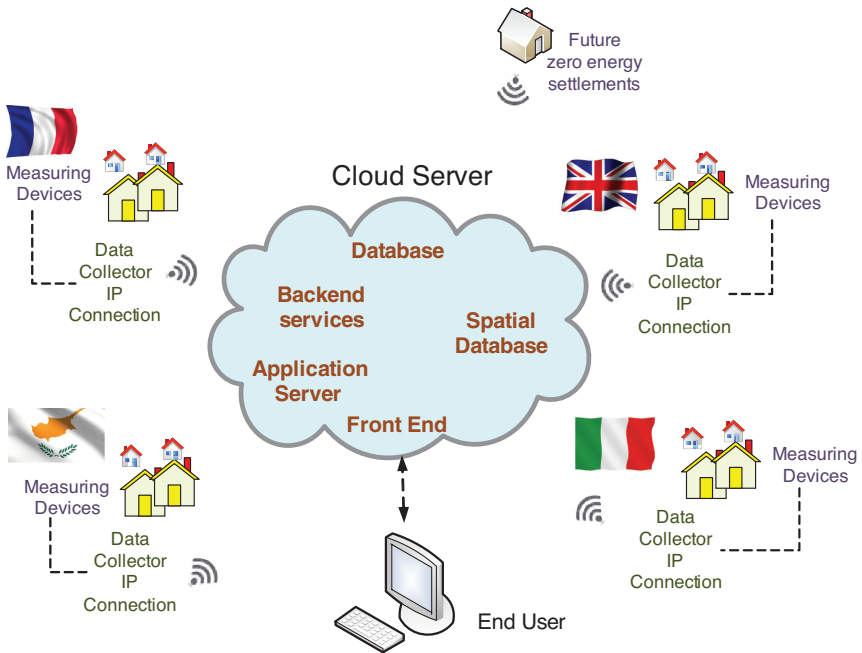 Future
zero energy
settlements
Measuring
Devices
Data
Collector
IP
Connection
Cloud Server
Database
Backend
services
Spatial
Database
Application
Server
Front End
Measuring
Devices
Data
Collector
IP
Connection
Measuring
Devices
Data
Collector
IP
Connection
Measuring
Devices
Data
Collector
IP
Connection
End User